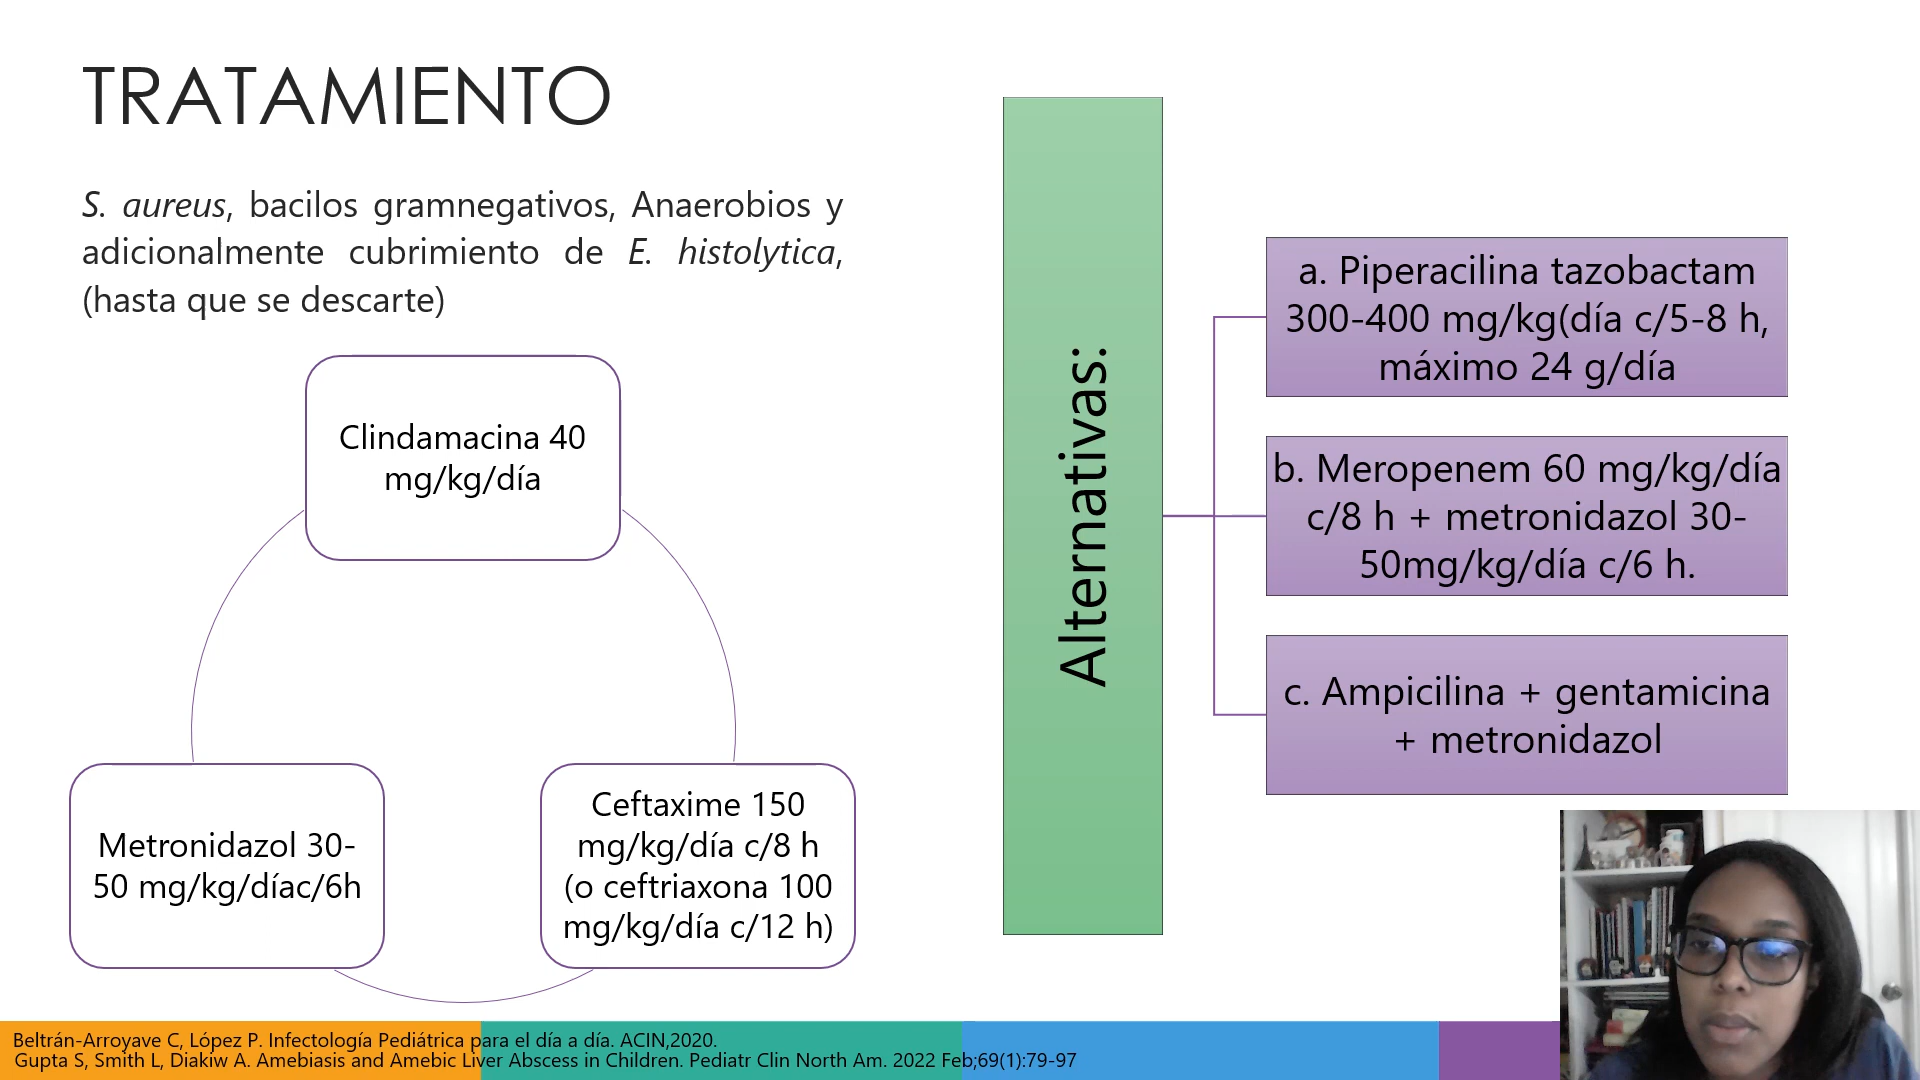 TRATAMIENTO
S. aureus, bacilos gramnegativos, Anaerobios y
adicionalmente cubrimiento de E. histolytica,
(hasta que se descarte)
Clindamacina 40
mg/kg/día
Metronidazol 30-
50 mg/kg/díac/6h
Ceftaxime 150
mg/kg/día c/8 h
(o ceftriaxona 100
mg/kg/día c/12 h)
Alternativas:
a. Piperacilina tazobactam
300-400 mg/kg(día c/5-8 h,
máximo 24 g/día
b. Meropenem 60 mg/kg/día
c/8 h + metronidazol 30-
50mg/kg/día c/6 h.
c. Ampicilina + gentamicina
+ metronidazol
Beltrán-Arroyave C, López P. Infectología Pediátrica para el día a día. ACIN,2020.
Gupta S, Smith L, Diakiw A. Amebiasis and Amebic Liver Abscess in Children. Pediatr Clin North Am. 2022 Feb;69(1):79-97